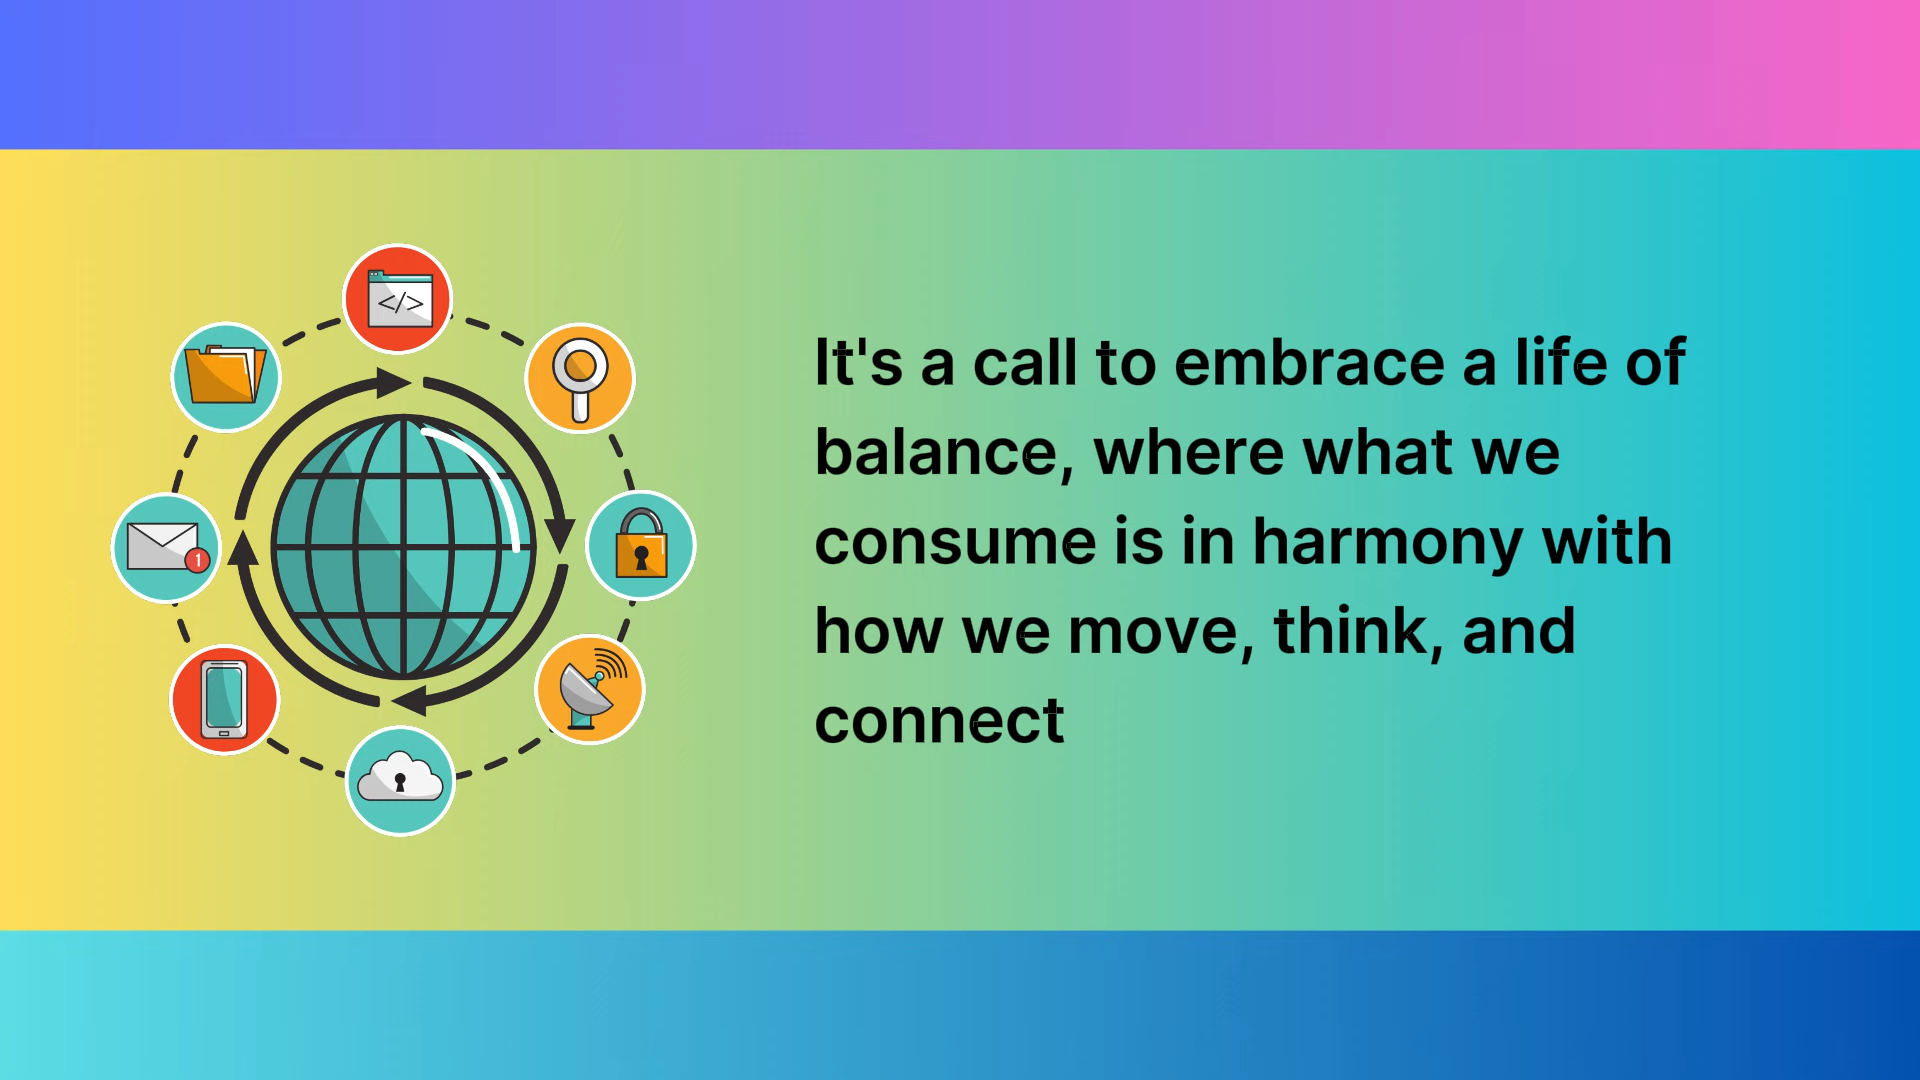 </>
1
It's a call to embrace a life of
balance, where what we
consume is in harmony with
how we move, think, and
connect